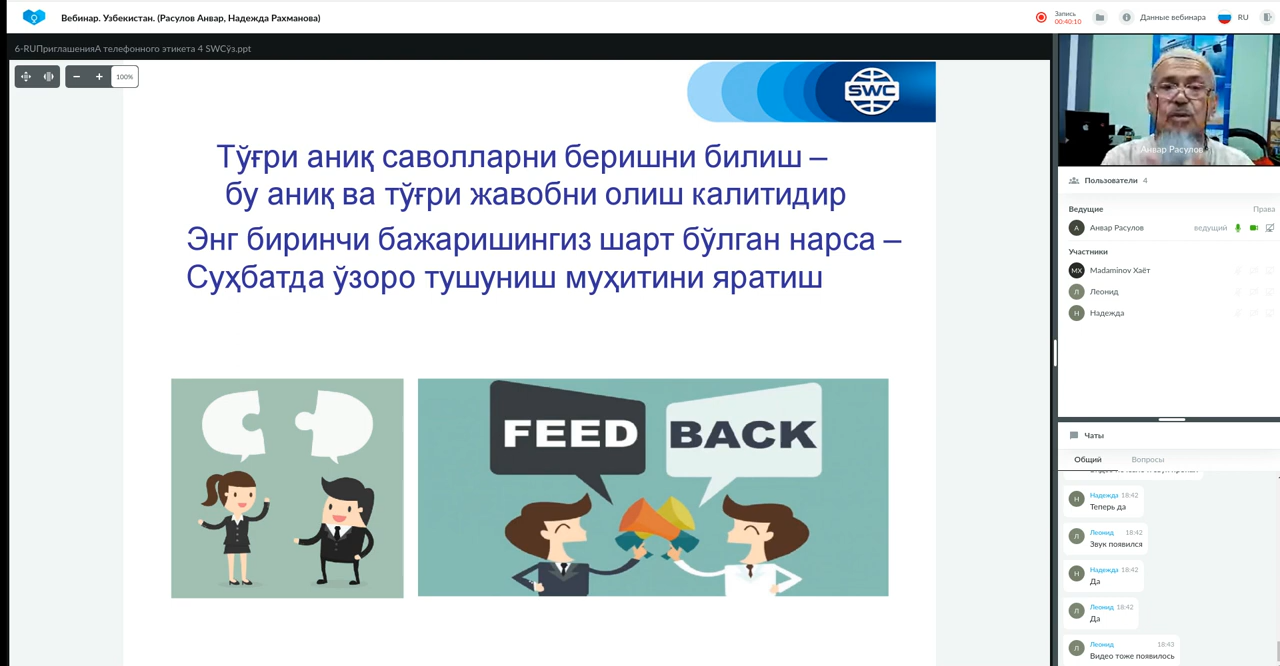 Вебинар. Узбекистан. (Расулов Анвар, Надежда Рахманова)
Запись
00:40:10
Данные вебинара
RU
6-RUПриглашенияА телефонного этикета 4 SWCўз.ppt
100%
SWC
Тўғри аниқ саволларни беришни билиш –
бу аниқ ва тўғри жавобни олиш калитидир
Энг биринчи бажаришингиз шарт бўлган нарса –
Суҳбатда ўзоро тушуниш муҳитини яратиш
FEED
BACK
Анвар Расулов
Пользователи 4
Ведущие Права
А Анвар Расулов ведущий
Участники
MX Madaminov Хаёт
Л Леонид
Н Надежда
Чаты
Общий Вопросы
Н Надежда 18:42
Теперь да
Л Леонид 18:42
Звук появился
Н Надежда 18:42
Да
Л Леонид 18:42
Да
Л Леонид 18:43
Видео тоже появилось